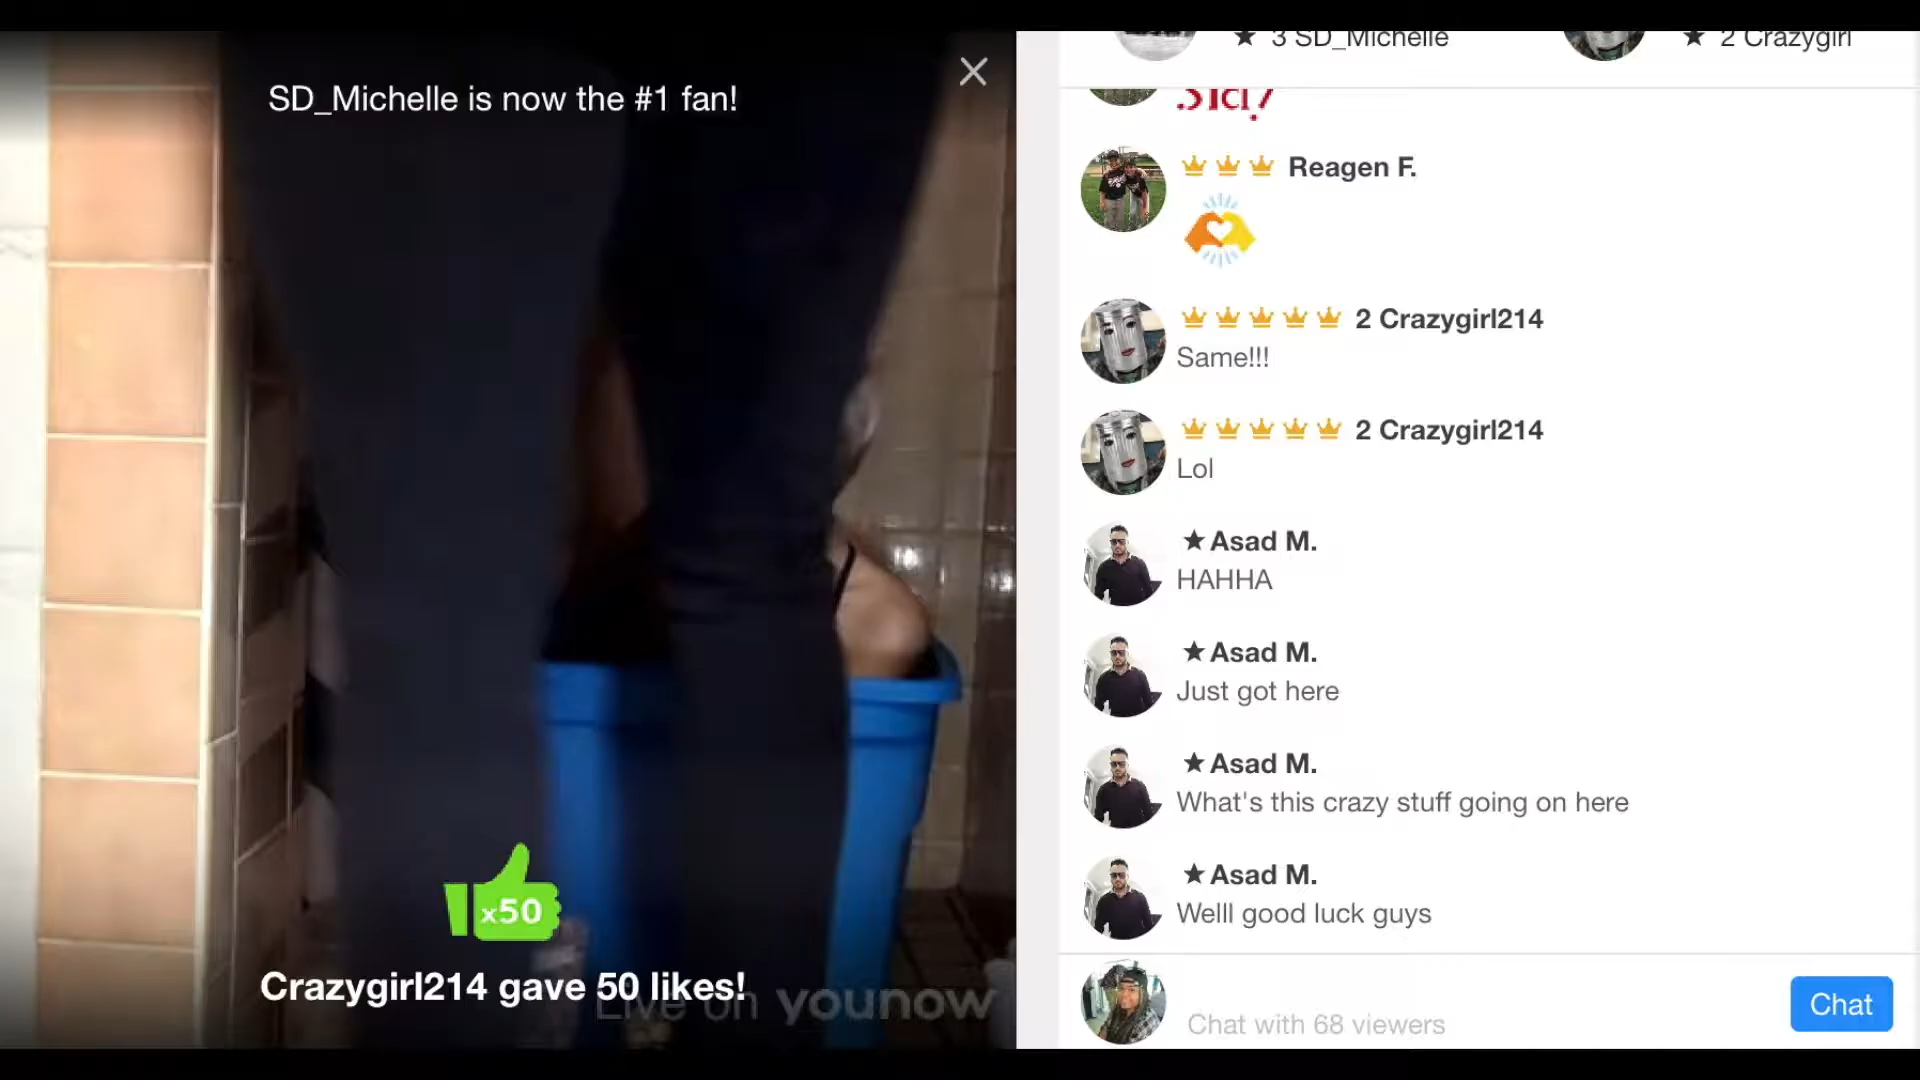 SD_Michelle is now the #1 fan!
x50
Crazygirl214 gave 50 likes!
Live on younow
★ 3 SD_Michelle
★ 2 Crazygirl
Reagen F.
2 Crazygirl214
Same!!!
2 Crazygirl214
Lol
★ Asad M.
HAHHA
★ Asad M.
Just got here
★ Asad M.
What's this crazy stuff going on here
★ Asad M.
Welll good luck guys
Chat with 68 viewers
Chat